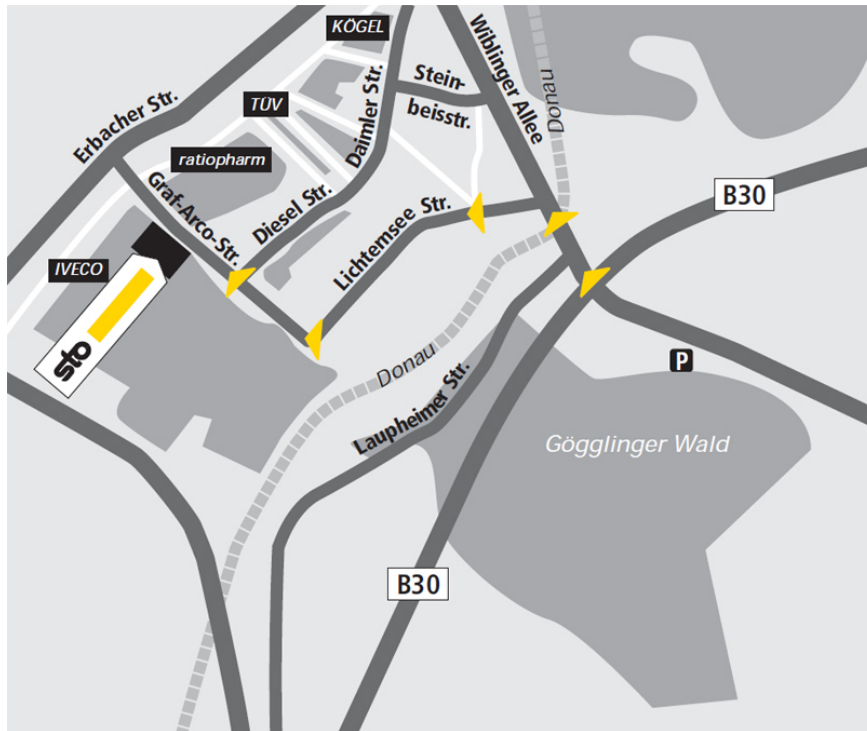 KÖGEL
Wiblinger Allee
Donau
Stein-
beisstr.
Daimler Str.
Erbacher Str.
TÜV
ratiopharm
B30
Graf-Arco-Str.
Diesel Str.
Lichternsee Str.
IVECO
sto
Donau
P
Laupheimer Str.
Gögglinger Wald
B30